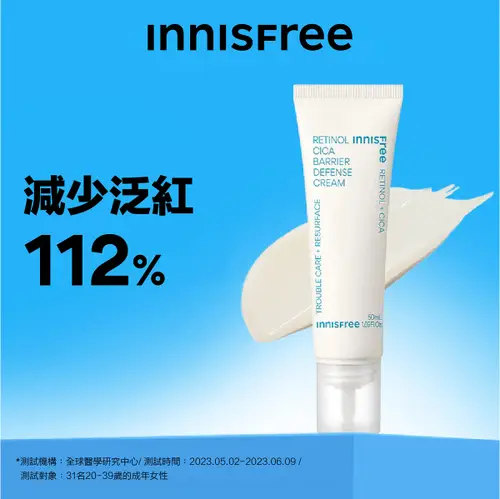 innisfree
減少泛紅
112%
RETINOL
CICA
BARRIER
DEFENSE
CREAM
innisfree
RETINOL + CICA
TROUBLE CARE + RESURFACE
innisfree
*測試機構：全球醫學研究中心/ 測試時間：2023.05.02-2023.06.09 /
測試對象：31名20-39歲的成年女性